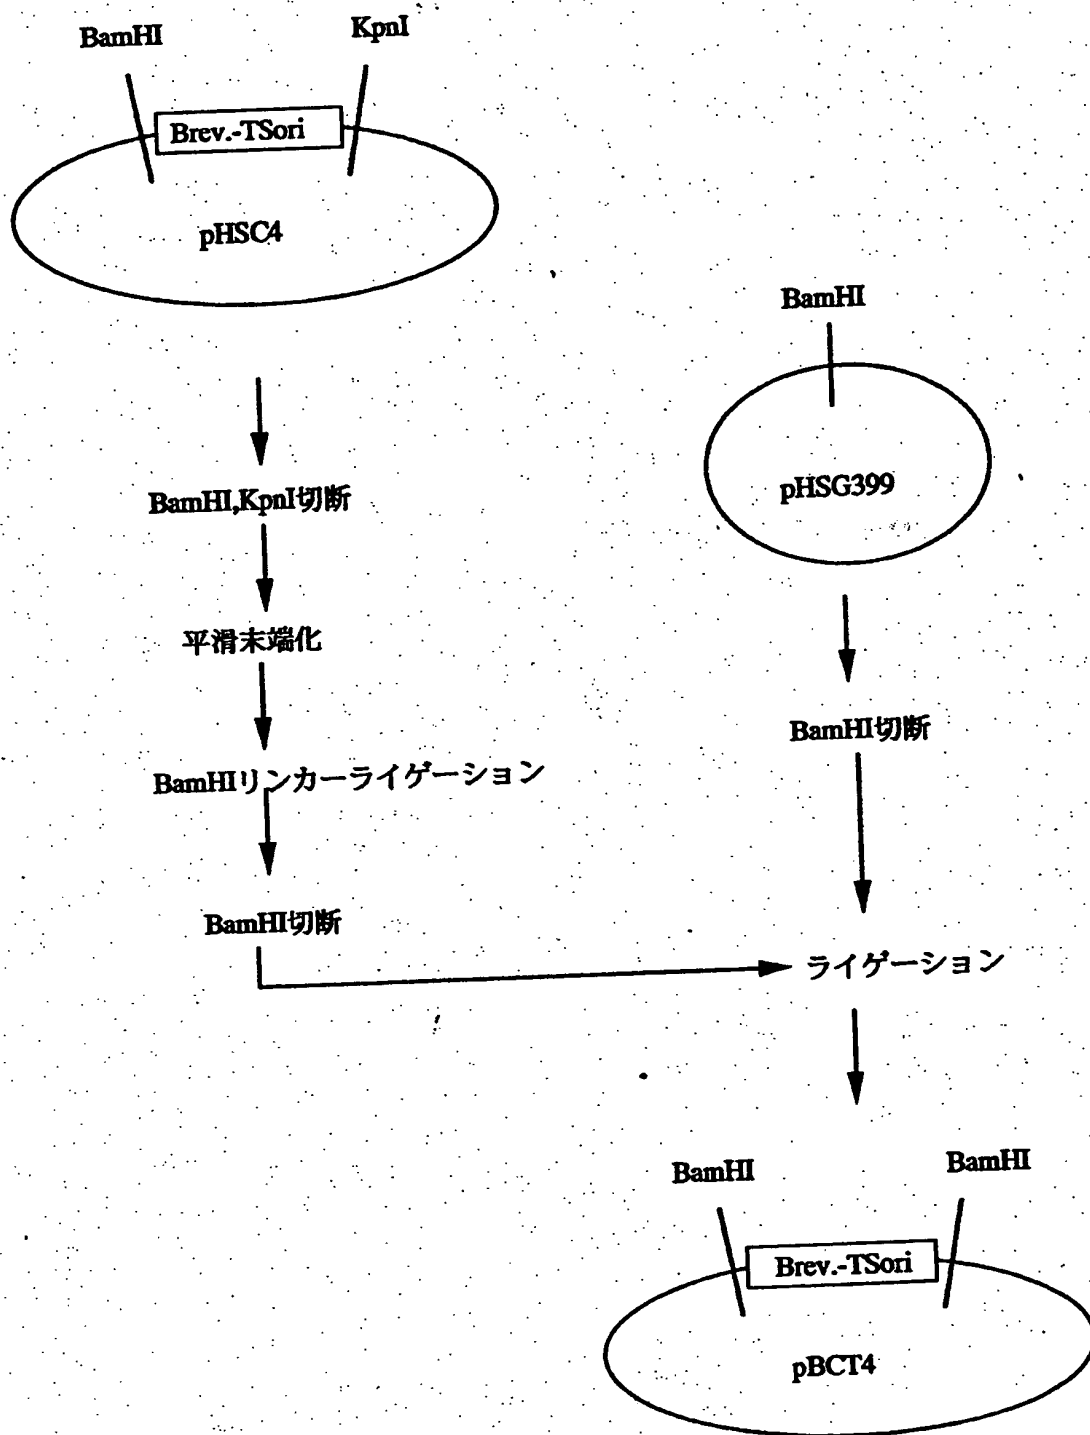 BamHI
KpnI
Brev.-TSori
pHSC4
BamHI
pHSG399
BamHI,KpnI切断
平滑末端化
BamHI切断
BamHIリンカーライゲーション
BamHI切断
ライゲーション
BamHI
BamHI
Brev.-TSori
pBCT4